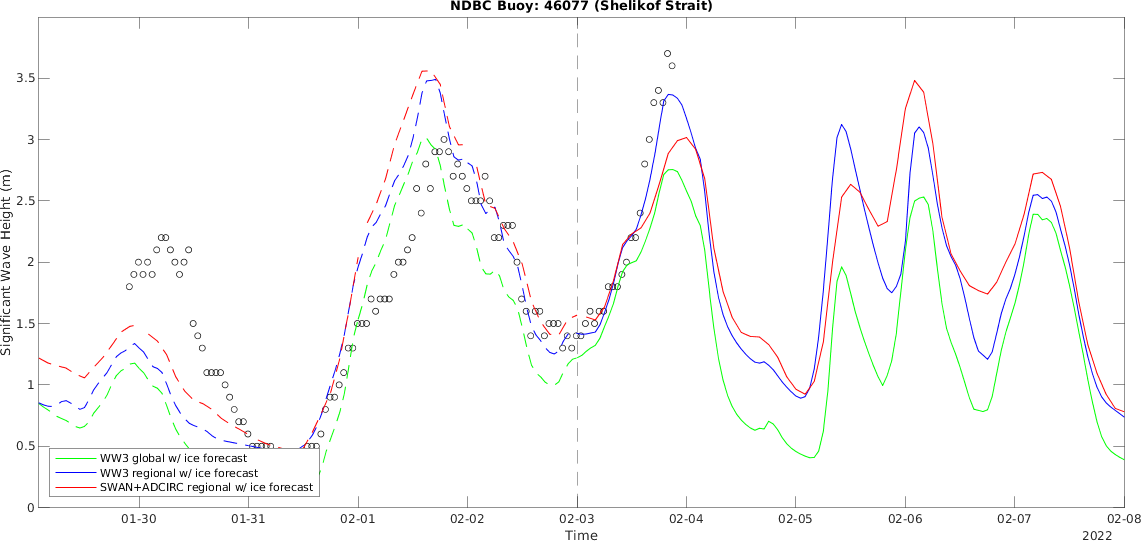 NDBC Buoy: 46077 (Shelikof Strait)
Significant Wave Height (m)
3.5
3
2.5
2
1.5
1
0.5
0
WW3 global w/ ice forecast
WW3 regional w/ ice forecast
SWAN+ADCIRC regional w/ ice forecast
01-30 01-31 02-01 02-02 02-03 02-04 02-05 02-06 02-07 02-08
Time
2022